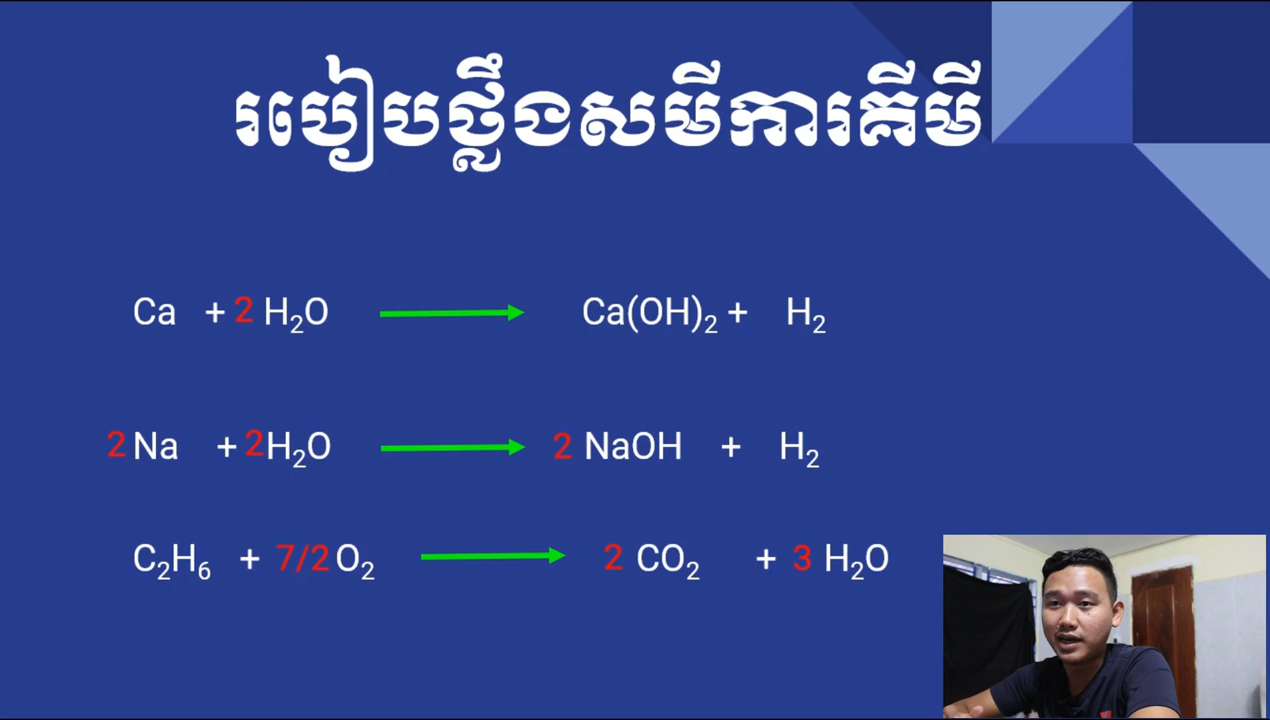 របៀបថ្លឹងសមីការគីមី
Ca + 2 H₂O ⟶ Ca(OH)₂ + H₂
2 Na + 2H₂O ⟶ 2 NaOH + H₂
C₂H₆ + 7/2 O₂ ⟶ 2 CO₂ + 3 H₂O